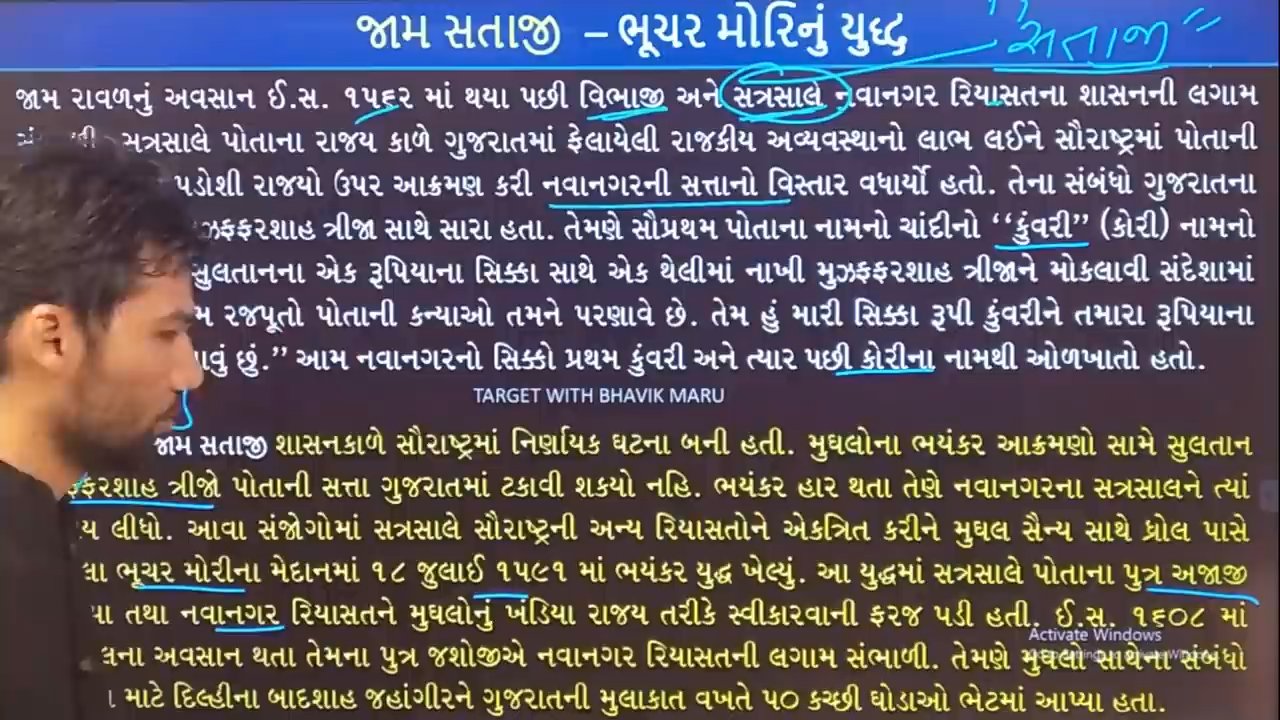 જામ સતાજી – ભૂચર મોરિનું યુદ્ધ
"સતાજી"
જામ રાવળનું અવસાન ઈ.સ. ૧૫૬૨ માં થયા પછી વિભાજી અને સત્રસાલે નવાનગર રિયાસતના શાસનની લગામ
સત્રસાલે પોતાના રાજય કાળે ગુજરાતમાં ફેલાયેલી રાજકીય અવ્યવસ્થાનો લાભ લઈને સૌરાષ્ટ્રમાં પોતાની
પડોશી રાજયો ઉપર આક્રમણ કરી નવાનગરની સત્તાનો વિસ્તાર વધાર્યો હતો. તેના સંબંધો ગુજરાતના
ઝફફરશાહ ત્રીજા સાથે સારા હતા. તેમણે સૌપ્રથમ પોતાના નામનો ચાંદીનો “કુંવરી” (કોરી) નામનો
સુલતાનના એક રૂપિયાના સિક્કા સાથે એક થેલીમાં નાખી મુઝફફરશાહ ત્રીજાને મોકલાવી સંદેશામાં
મ રજપૂતો પોતાની કન્યાઓ તમને પરણાવે છે. તેમ હું મારી સિક્કા રૂપી કુંવરીને તમારા રૂપિયાના
ાવું છું.” આમ નવાનગરનો સિક્કો પ્રથમ કુંવરી અને ત્યાર પછી કોરીના નામથી ઓળખાતો હતો.
TARGET WITH BHAVIK MARU
જામ સતાજી શાસનકાળે સૌરાષ્ટ્રમાં નિર્ણાયક ઘટના બની હતી. મુઘલોના ભયંકર આક્રમણો સામે સુલતાન
ફરશાહ ત્રીજો પોતાની સત્તા ગુજરાતમાં ટકાવી શકયો નહિ. ભયંકર હાર થતા તેણે નવાનગરના સત્રસાલને ત્યાં
ય લીધો. આવા સંજોગોમાં સત્રસાલે સૌરાષ્ટ્રની અન્ય રિયાસતોને એકત્રિત કરીને મુઘલ સૈન્ય સાથે ધ્રોલ પાસે
લા ભૂચર મોરીના મેદાનમાં ૧૮ જુલાઈ ૧૫૯૧ માં ભયંકર યુદ્ધ ખેલ્યું. આ યુદ્ધમાં સત્રસાલે પોતાના પુત્ર અજાજી
યા તથા નવાનગર રિયાસતને મુઘલોનું ખંડિયા રાજય તરીકે સ્વીકારવાની ફરજ પડી હતી. ઈ.સ. ૧૬૦૮ માં
Activate Windows
લના અવસાન થતા તેમના પુત્ર જશોજીએ નવાનગર રિયાસતની લગામ સંભાળી. તેમણે મુઘલો સાથેના સંબંધો
માટે દિલ્હીના બાદશાહ જહાંગીરને ગુજરાતની મુલાકાત વખતે ૫૦ કચ્છી ઘોડાઓ ભેટમાં આપ્યા હતા.